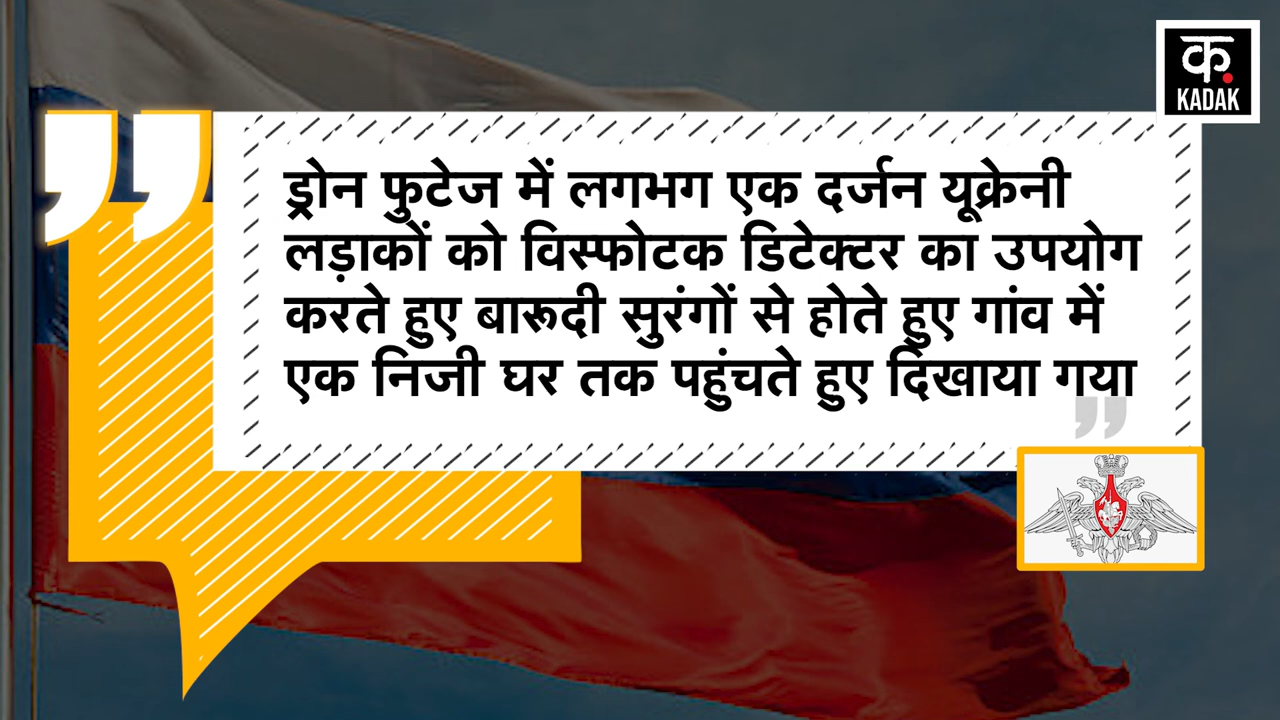 क.
KADAK
ड्रोन फुटेज में लगभग एक दर्जन यूक्रेनी
लड़ाकों को विस्फोटक डिटेक्टर का उपयोग
करते हुए बारूदी सुरंगों से होते हुए गांव में
एक निजी घर तक पहुंचते हुए दिखाया गया